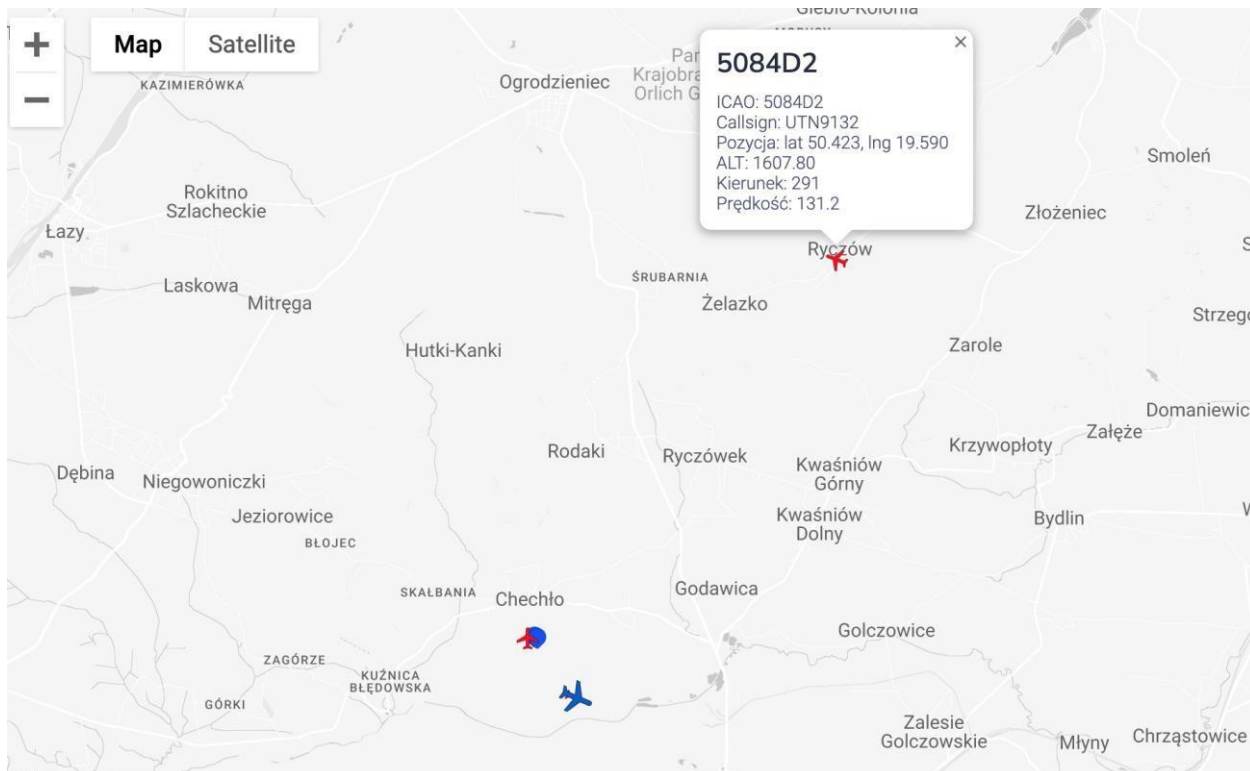 Giebło-Kolonia
+
Map
Satellite
−
KAZIMIERÓWKA
Ogrodzieniec
Krajobra
Orlich G
×
5084D2
ICAO: 5084D2
Callsign: UTN9132
Pozycja: lat 50.423, lng 19.590
ALT: 1607.80
Kierunek: 291
Prędkość: 131.2
Smoleń
Rokitno
Szlacheckie
Złożeniec
Łazy
Ryczów
ŚRUBARNIA
Laskowa
Mitręga
Żelazko
Strzego
Hutki-Kanki
Zarole
Domaniewic
Załęże
Rodaki
Ryczówek
Krzywopłoty
Kwaśniów
Górny
Dębina
Niegowoniczki
Jeziorowice
BŁOJEC
Kwaśniów
Dolny
Bydlin
SKAŁBANIA
Chechło
Godawica
Golczowice
ZAGÓRZE
KUŹNICA
BŁĘDOWSKA
GÓRKI
Zalesie
Golczowskie
Młyny
Chrząstowice